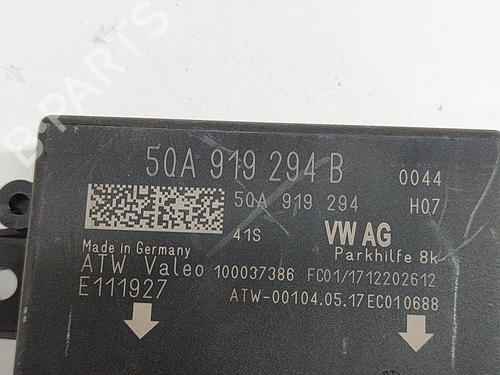 B-PARTS
5QA 919 294 B 0044
5QA 919 294 H07
41S VW AG
Made in Germany Parkhilfe 8k
ATW Valeo 100037386 FC01/1712202612
E111927 ATW-00104.05.17EC010688